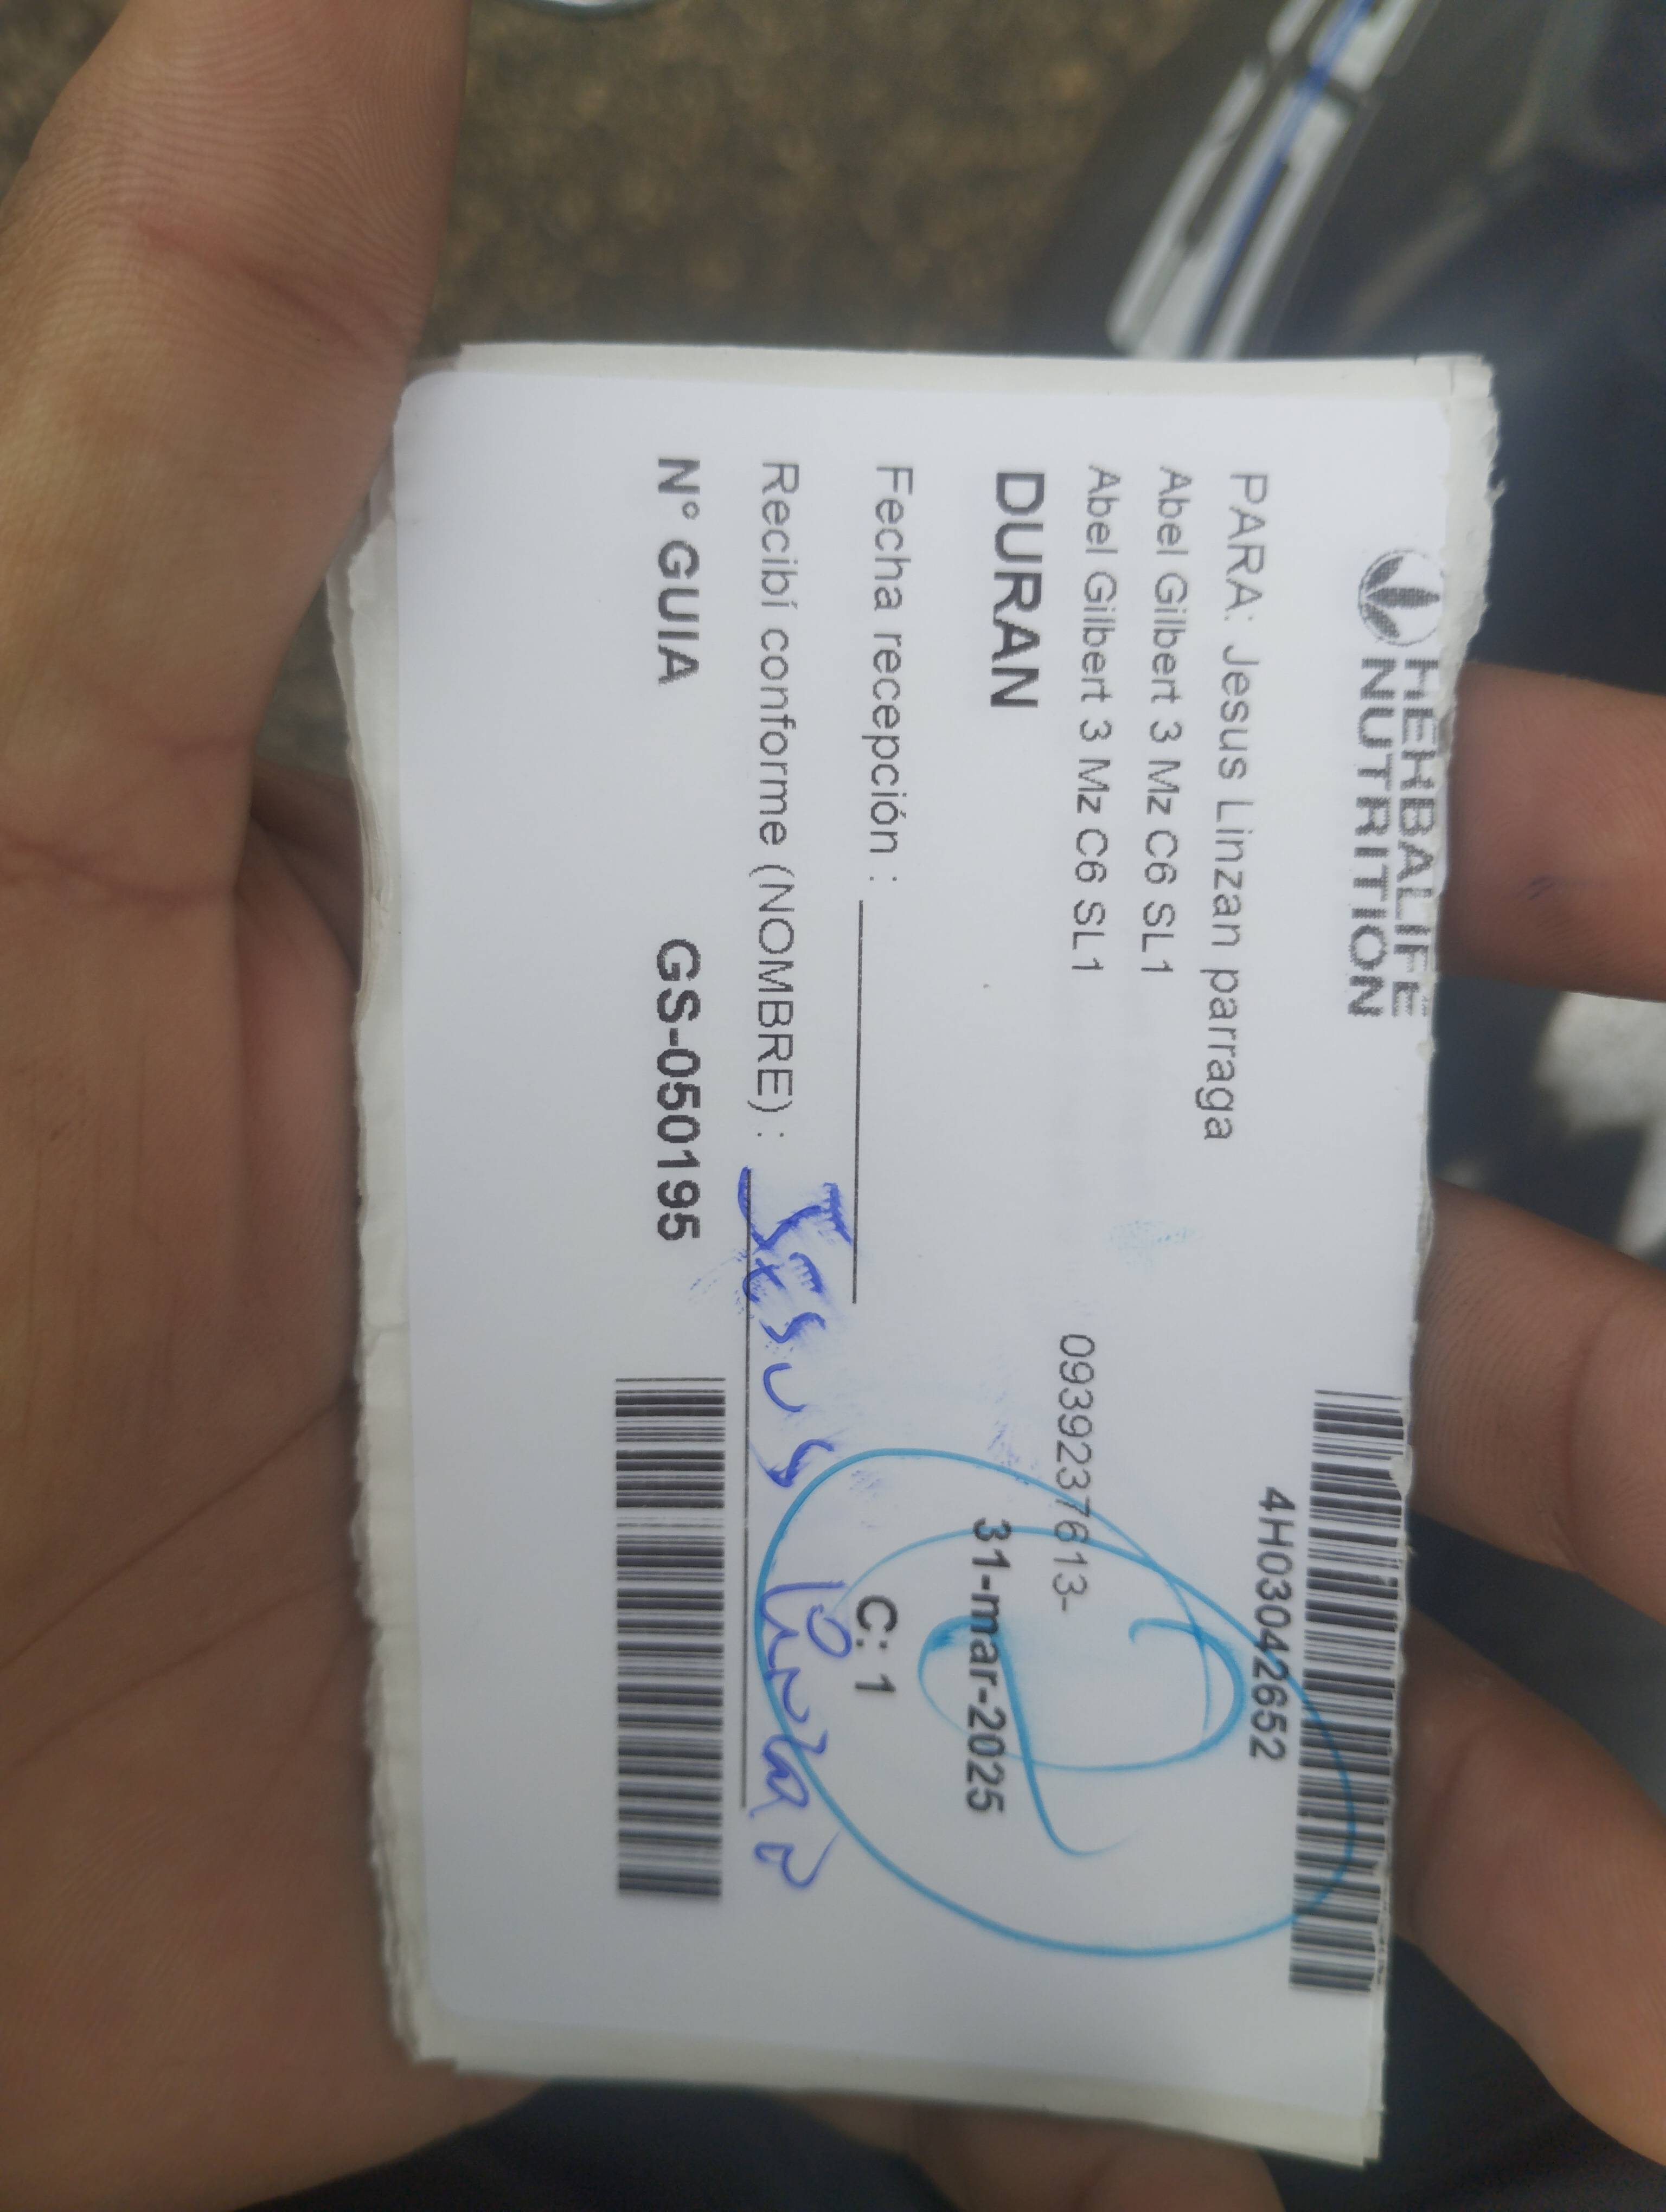 HERBALIFE
NUTRITION
4H03042652
PARA: Jesus Linzan parraga
Abel Gilbert 3 Mz C6 SL1
Abel Gilbert 3 Mz C6 SL1
0939237613-
DURAN
31-mar-2025
Fecha recepción :
C: 1
Recibí conforme (NOMBRE) : Jesus Linzan
N° GUIA GS-050195